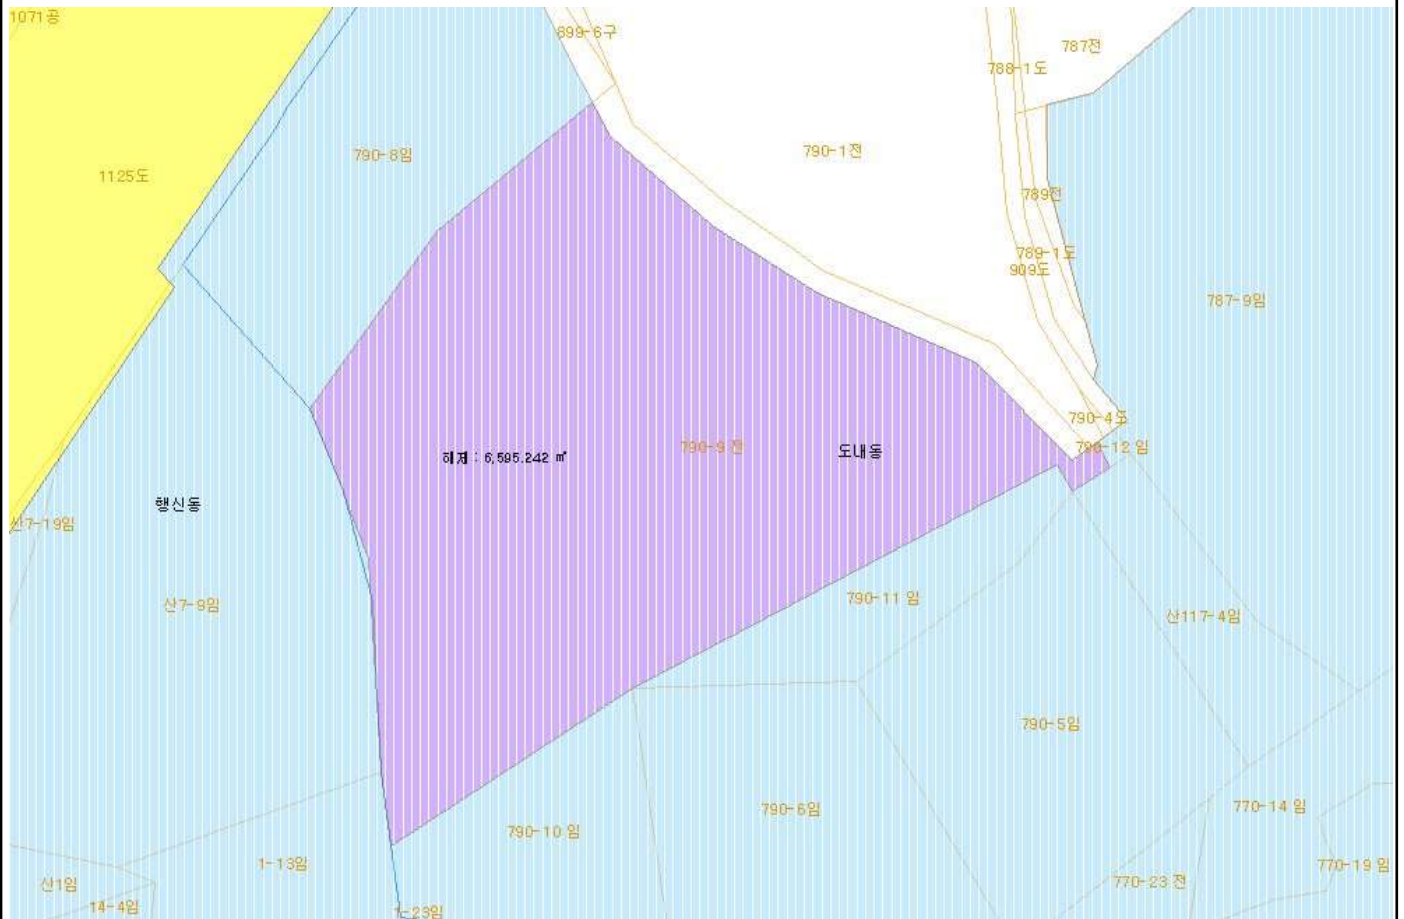 1071공
899-6구
787전
788-1도
790-8임
790-1전
1125도
789전
789-1도
909도
787-9임
790-4도
790-12 임
해제 : 6,595.242 ㎡
790-9 전
도내동
행신동
산7-19임
산7-9임
790-11 임
산117-4임
790-5임
790-6임
770-14 임
790-10 임
1-13임
770-19 임
770-23 전
산1임
14-4임
1-23임